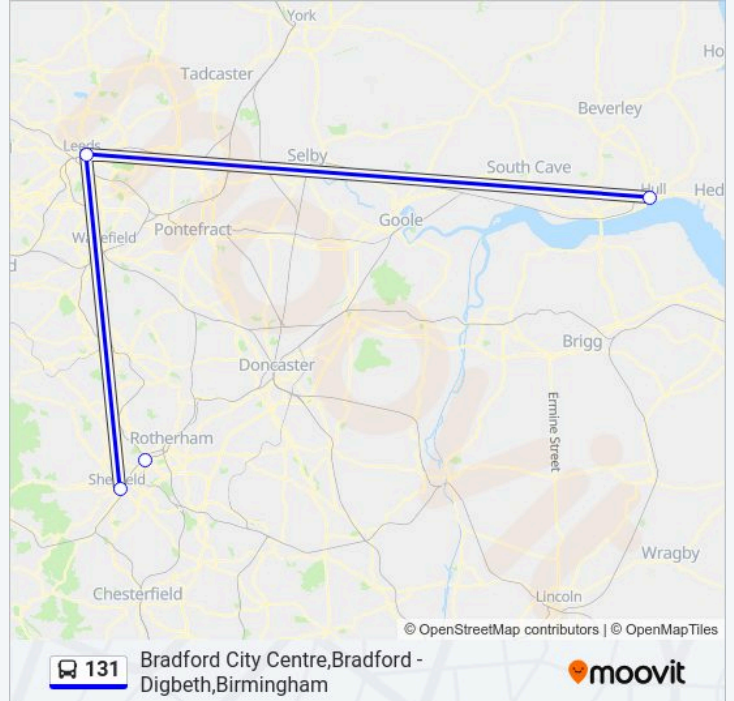 York
Ho
Tadcaster
Beverley
Leeds
Selby
South Cave
Hull
Hed
Goole
Wakefield
Pontefract
d
Brigg
Doncaster
Ermine Street
Rotherham
Sheffield
Wragby
Chesterfield
Lincoln
© OpenStreetMap contributors | © OpenMapTiles
131
Bradford City Centre,Bradford -
Digbeth,Birmingham
moovit